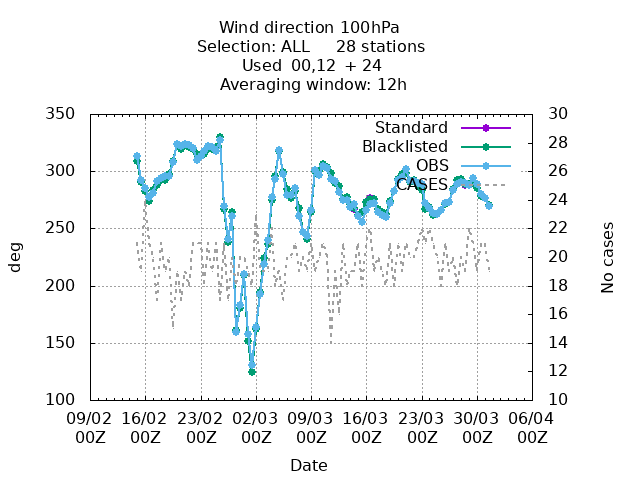 Wind direction 100hPa
Selection: ALL 28 stations
Used 00,12 + 24
Averaging window: 12h
350
300
250
200
150
100
deg
30
28
26
24
22
20
18
16
14
12
10
No cases
Standard
Blacklisted
OBS
CASES
09/02 16/02 23/02 02/03 09/03 16/03 23/03 30/03 06/04
00Z 00Z 00Z 00Z 00Z 00Z 00Z 00Z 00Z
Date